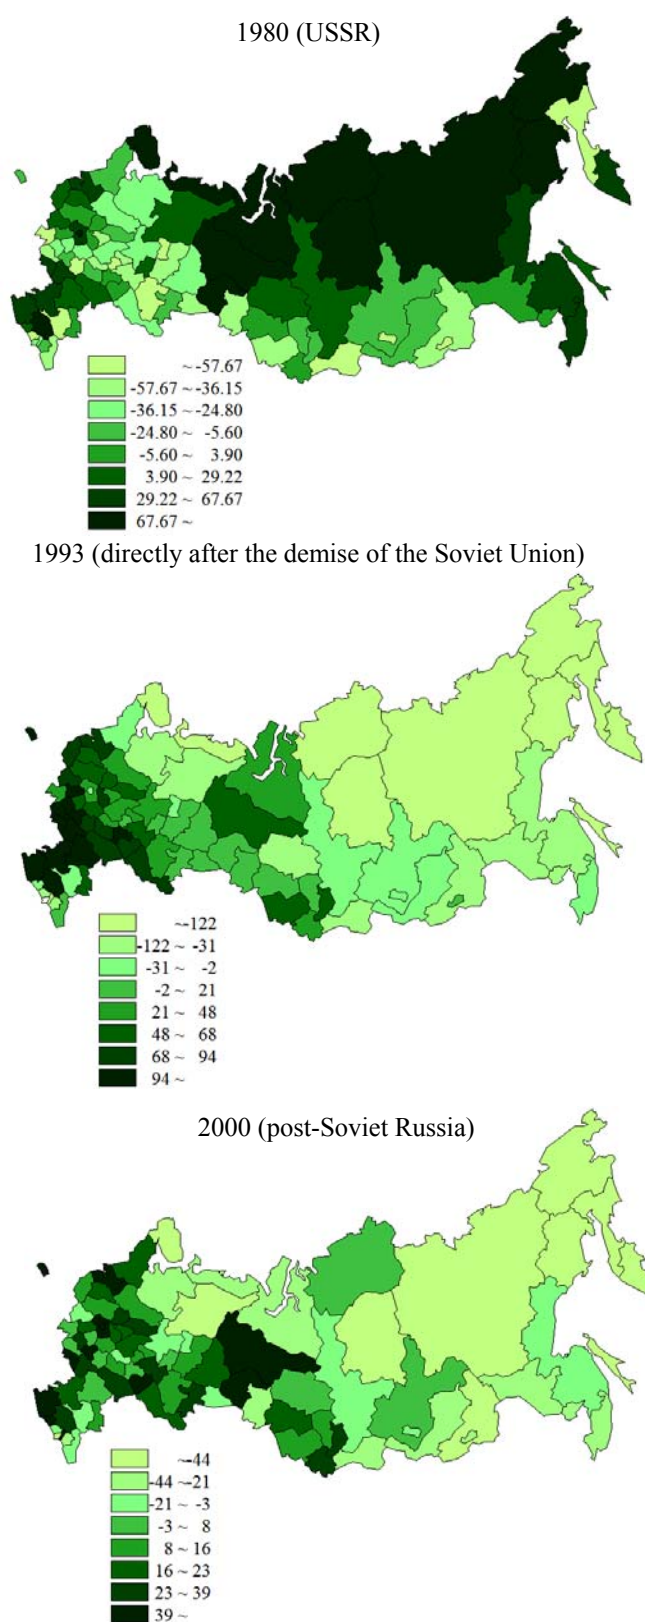 1980 (USSR)
~ -57.67
-57.67 ~ -36.15
-36.15 ~ -24.80
-24.80 ~ -5.60
-5.60 ~ 3.90
3.90 ~ 29.22
29.22 ~ 67.67
67.67 ~
1993 (directly after the demise of the Soviet Union)
~-122
-122 ~ -31
-31 ~ -2
-2 ~ 21
21 ~ 48
48 ~ 68
68 ~ 94
94 ~
2000 (post-Soviet Russia)
~-44
-44 ~-21
-21 ~ -3
-3 ~ 8
8 ~ 16
16 ~ 23
23 ~ 39
39 ~